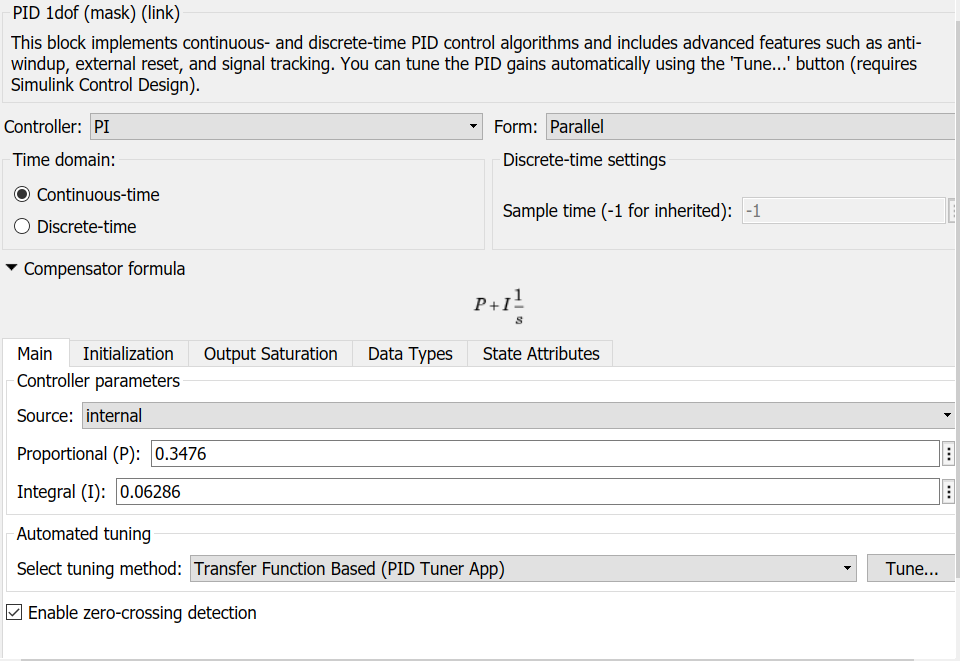 PID 1dof (mask) (link)
This block implements continuous- and discrete-time PID control algorithms and includes advanced features such as anti-
windup, external reset, and signal tracking. You can tune the PID gains automatically using the 'Tune...' button (requires
Simulink Control Design).
Controller: PI Form: Parallel
Time domain: Discrete-time settings
Continuous-time
Sample time (-1 for inherited): -1
Discrete-time
Compensator formula
P + I 1/s
Main Initialization Output Saturation Data Types State Attributes
Controller parameters
Source: internal
Proportional (P): 0.3476
Integral (I): 0.06286
Automated tuning
Select tuning method: Transfer Function Based (PID Tuner App) Tune...
Enable zero-crossing detection